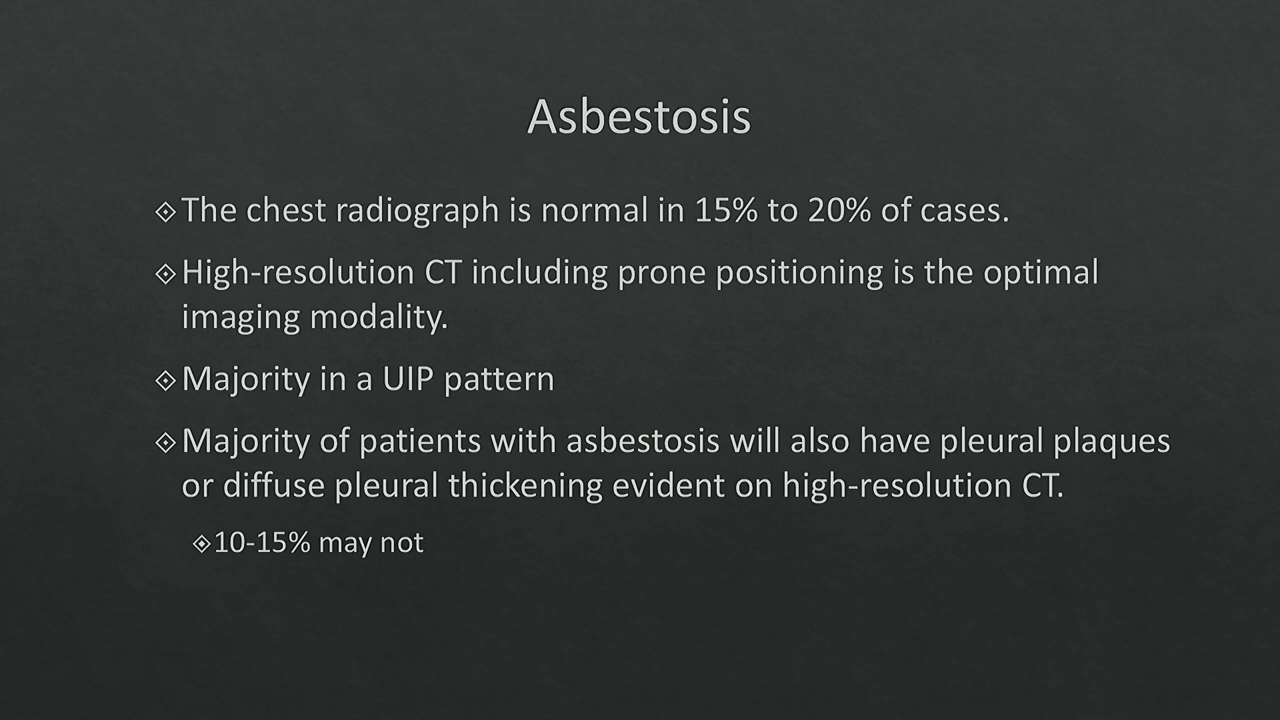 Asbestosis
The chest radiograph is normal in 15% to 20% of cases.
High-resolution CT including prone positioning is the optimal
imaging modality.
Majority in a UIP pattern
Majority of patients with asbestosis will also have pleural plaques
or diffuse pleural thickening evident on high-resolution CT.
10-15% may not